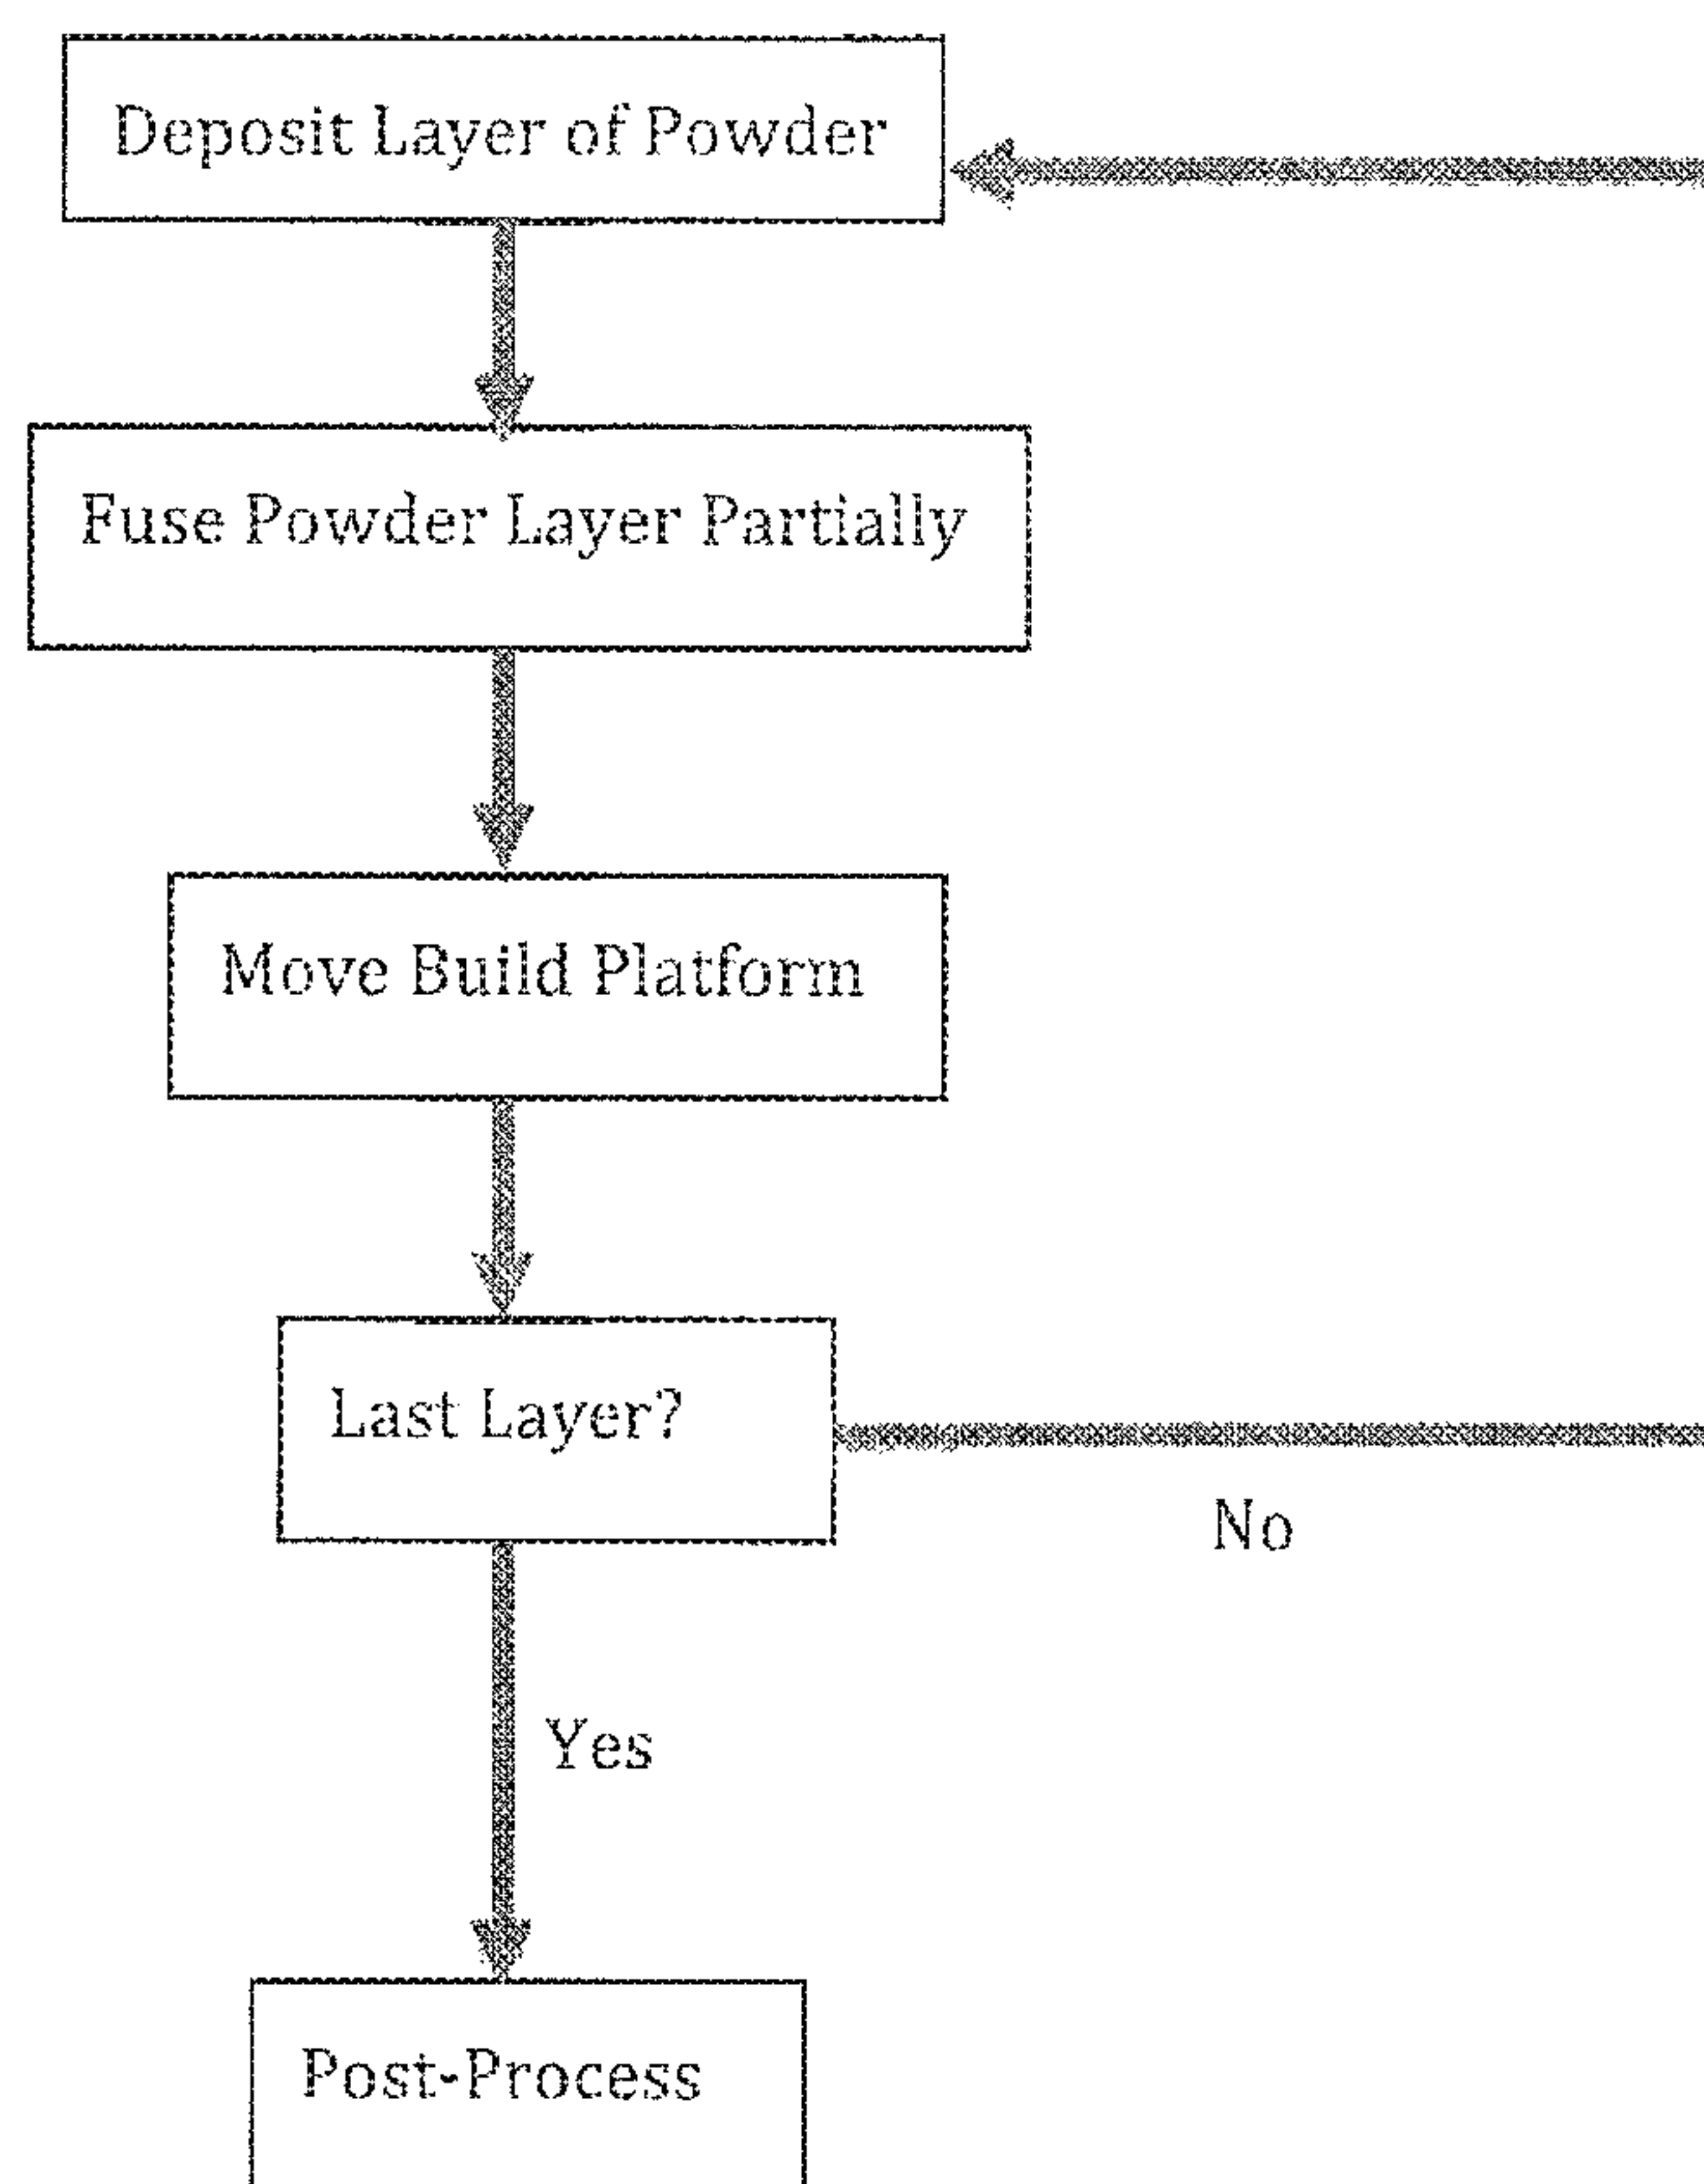 Deposit Layer of Powder
Fuse Powder Layer Partially
Move Build Platform
Last Layer?
No
Yes
Post-Process